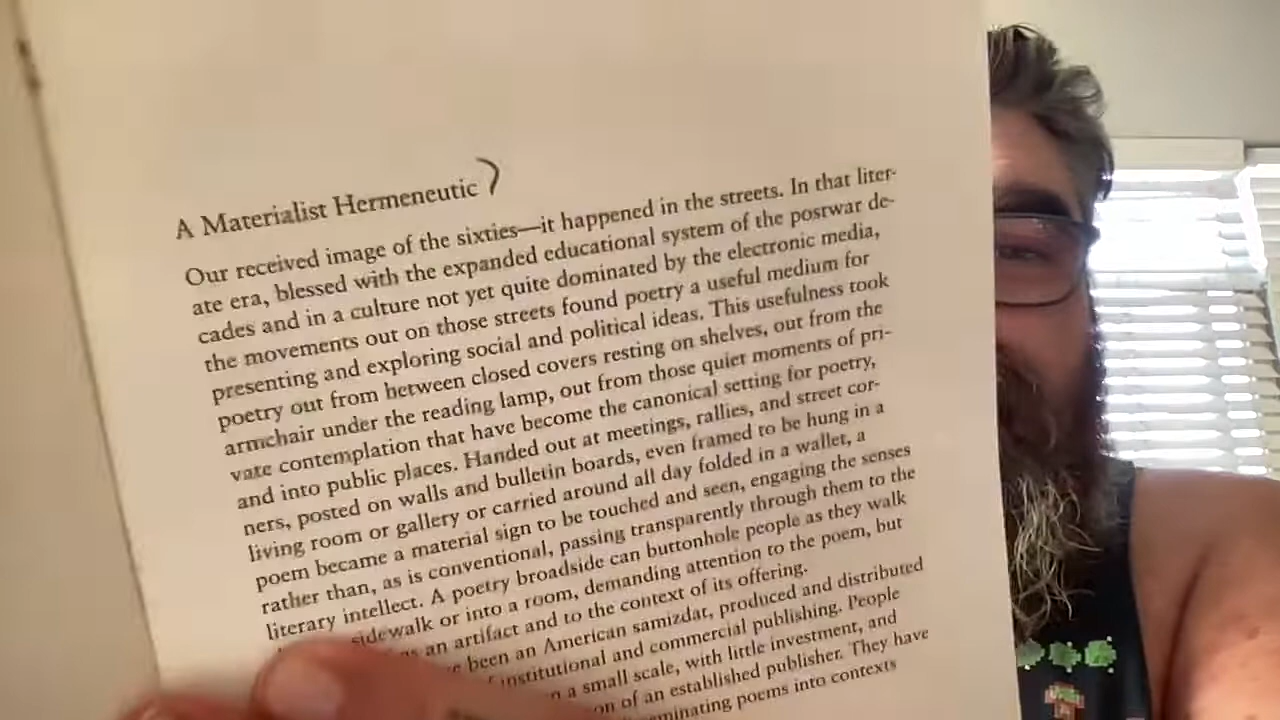 A Materialist Hermeneutic
Our received image of the sixties—it happened in the streets. In that liter-
ate era, blessed with the expanded educational system of the postwar de-
cades and in a culture not yet quite dominated by the electronic media,
the movements out on those streets found poetry a useful medium for
presenting and exploring social and political ideas. This usefulness took
poetry out from between closed covers resting on shelves, out from the
armchair under the reading lamp, out from those quiet moments of pri-
vate contemplation that have become the canonical setting for poetry,
and into public places. Handed out at meetings, rallies, and street cor-
ners, posted on walls and bulletin boards, even framed to be hung in a
living room or gallery or carried around all day folded in a wallet, a
poem became a material sign to be touched and seen, engaging the senses
rather than, as is conventional, passing transparently through them to the
literary intellect. A poetry broadside can buttonhole people as they walk
sidewalk or into a room, demanding attention to the poem, but
as an artifact and to the context of its offering.
been an American samizdat, produced and distributed
institutional and commercial publishing. People
n a small scale, with little investment, and
on of an established publisher. They have
eminating poems into contexts